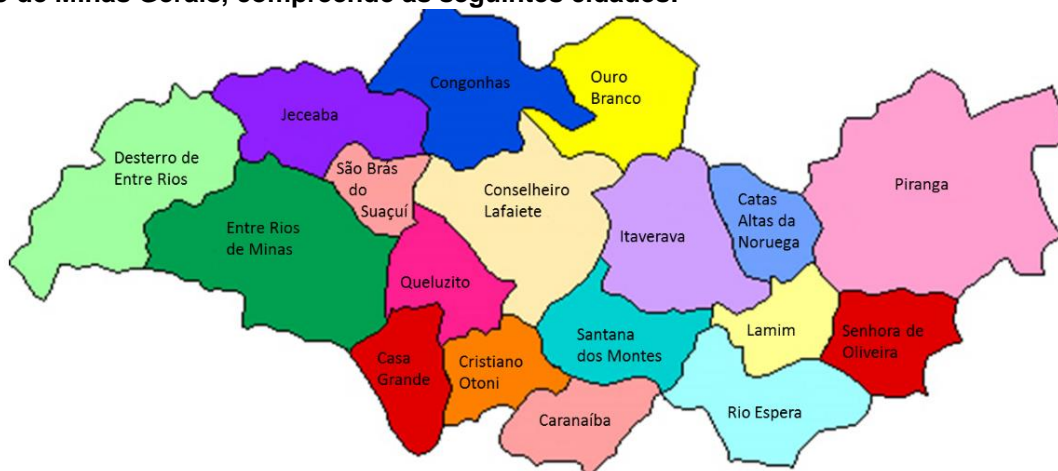 de Minas Gerais, compreende as seguintes cidades:
Congonhas
Ouro
Branco
Jeceaba
Desterro de
Entre Rios
São Brás
do
Suaçuí
Conselheiro
Lafaiete
Catas
Altas da
Noruega
Piranga
Entre Rios
de Minas
Itaverava
Queluzito
Santana
dos Montes
Lamim
Senhora de
Oliveira
Casa
Grande
Cristiano
Otoni
Caranaíba
Rio Espera